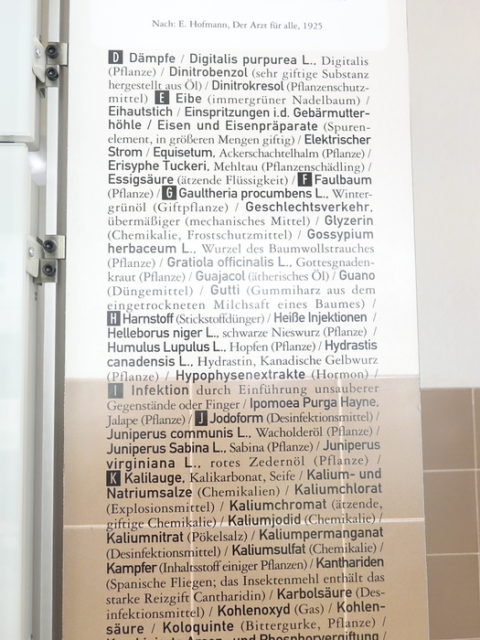 Nach: E. Hofmann, Der Arzt für alle, 1925
D Dämpfe / Digitalis purpurea L., Digitalis
(Pflanze) / Dinitrobenzol (sehr giftige Substanz
hergestellt aus Öl) / Dinitrokresol (Pflanzenschutz-
mittel) E Eibe (immergrüner Nadelbaum) /
Eihautstich / Einspritzungen i.d. Gebärmutter-
höhle / Eisen und Eisenpräparate (Spuren-
element, in größeren Mengen giftig) / Elektrischer
Strom / Equisetum, Ackerschachtelhalm (Pflanze) /
Erisyphe Tuckeri, Mehltau (Pflanzenschädling) /
Essigsäure (ätzende Flüssigkeit) / F Faulbaum
(Pflanze) / G Gaultheria procumbens L., Winter-
grünöl (Giftpflanze) / Geschlechtsverkehr,
übermäßiger (mechanisches Mittel) / Glyzerin
(Chemikalie, Frostschutzmittel) / Gossypium
herbaceum L., Wurzel des Baumwollstrauches
(Pflanze) / Gratiola officinalis L., Gottesgnaden-
kraut (Pflanze) / Guajacol (ätherisches Öl) / Guano
(Düngemittel) / Gutti (Gummiharz aus dem
eingetrockneten Milchsaft eines Baumes) /
H Harnstoff (Stickstoffdünger) / Heiße Injektionen /
Helleborus niger L., schwarze Nieswurz (Pflanze) /
Humulus Lupulus L., Hopfen (Pflanze) / Hydrastis
canadensis L., Hydrastin, Kanadische Gelbwurz
(Pflanze) / Hypophysenextrakte (Hormon) /
I Infektion durch Einführung unsauberer
Gegenstände oder Finger / Ipomoea Purga Hayne,
Jalape (Pflanze) / J Jodoform (Desinfektionsmittel) /
Juniperus communis L., Wacholderöl (Pflanze) /
Juniperus Sabina L., Sabina (Pflanze) / Juniperus
virginiana L., rotes Zedernöl (Pflanze) /
K Kalilauge, Kalikarbonat, Seife / Kalium- und
Natriumsalze (Chemikalien) / Kaliumchlorat
(Explosionsmittel) / Kaliumchromat (ätzende,
giftige Chemikalie) / Kaliumjodid (Chemikalie) /
Kaliumnitrat (Pökelsalz) / Kaliumpermanganat
(Desinfektionsmittel) / Kaliumsulfat (Chemikalie) /
Kampfer (Inhaltsstoff einiger Pflanzen) / Kanthariden
(Spanische Fliegen; das Insektenmehl enthält das
starke Reizgift Cantharidin) / Karbolsäure (Des-
infektionsmittel) / Kohlenoxyd (Gas) / Kohlen-
säure / Koloquinte (Bittergurke, Pflanze) /
Phosphorvergiftung /